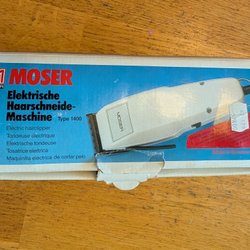 MOSER
Elektrische
Haarschneide-
Maschine Type 1400
Electric hairclipper
Tondeuse électrique
Elektrische tondeuse
Tosatrice elettrica
Maquinilla eléctrica de cortar pelo
MOSER